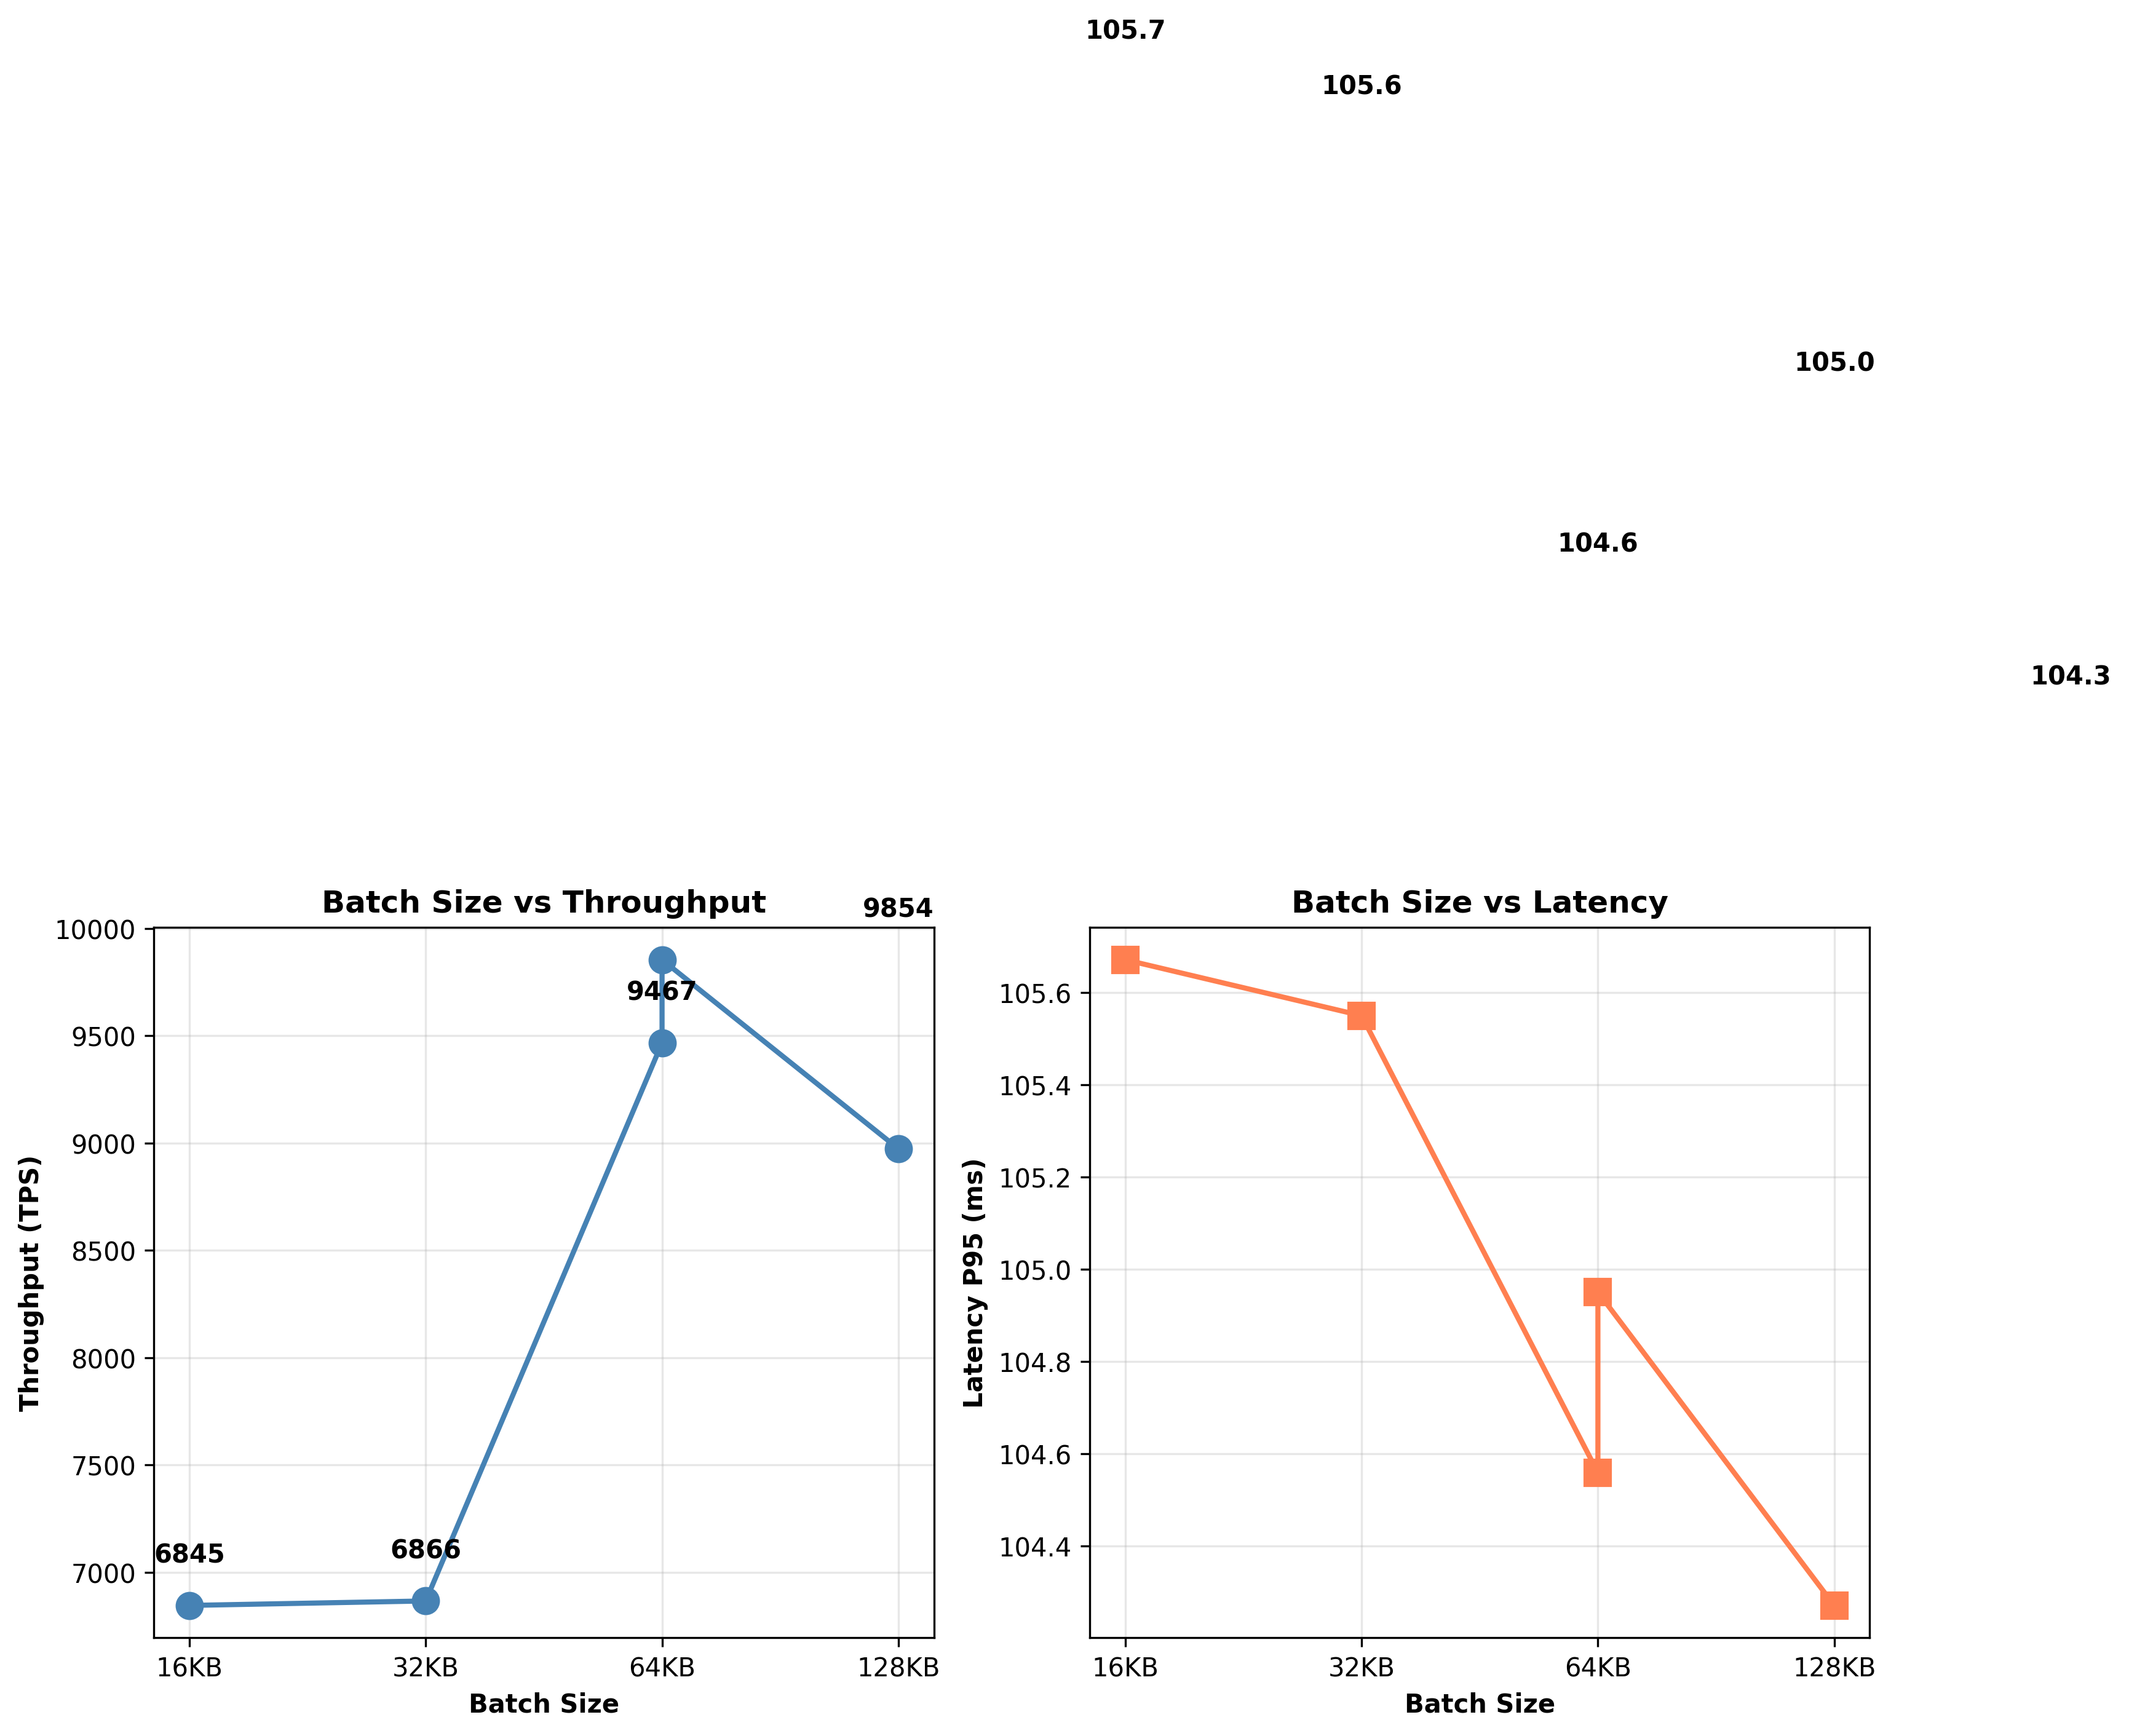 105.7
105.6
105.0
104.6
104.3
Batch Size vs Throughput
9854
10000
9467
9500
9000
8500
8000
7500
6845
6866
7000
Throughput (TPS)
16KB
32KB
64KB
128KB
Batch Size
Batch Size vs Latency
105.6
105.4
105.2
105.0
104.8
104.6
104.4
Latency P95 (ms)
16KB
32KB
64KB
128KB
Batch Size